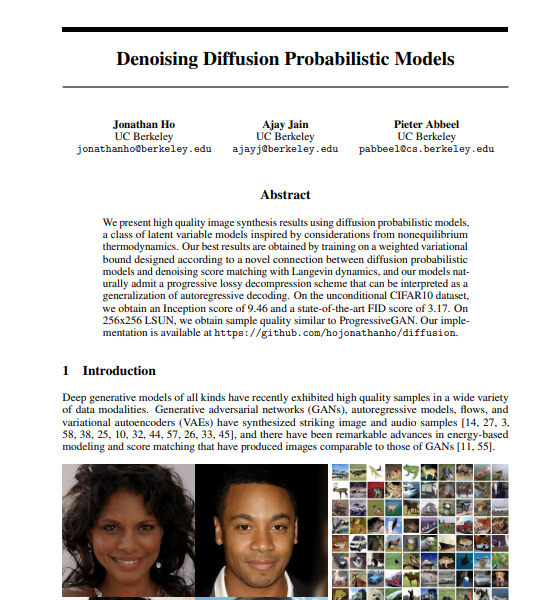 Denoising Diffusion Probabilistic Models
Jonathan Ho
UC Berkeley
jonathanho@berkeley.edu
Ajay Jain
UC Berkeley
ajayj@berkeley.edu
Pieter Abbeel
UC Berkeley
pabbeel@cs.berkeley.edu
Abstract
We present high quality image synthesis results using diffusion probabilistic models,
a class of latent variable models inspired by considerations from nonequilibrium
thermodynamics. Our best results are obtained by training on a weighted variational
bound designed according to a novel connection between diffusion probabilistic
models and denoising score matching with Langevin dynamics, and our models nat-
urally admit a progressive lossy decompression scheme that can be interpreted as a
generalization of autoregressive decoding. On the unconditional CIFAR10 dataset,
we obtain an Inception score of 9.46 and a state-of-the-art FID score of 3.17. On
256x256 LSUN, we obtain sample quality similar to ProgressiveGAN. Our imple-
mentation is available at https://github.com/hojonathanho/diffusion.
1 Introduction
Deep generative models of all kinds have recently exhibited high quality samples in a wide variety
of data modalities. Generative adversarial networks (GANs), autoregressive models, flows, and
variational autoencoders (VAEs) have synthesized striking image and audio samples [14, 27, 3,
58, 38, 25, 10, 32, 44, 57, 26, 33, 45], and there have been remarkable advances in energy-based
modeling and score matching that have produced images comparable to those of GANs [11, 55].